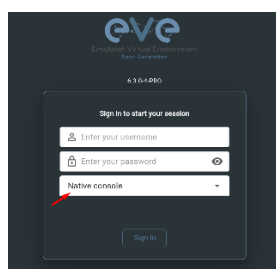 eve
Emulated Virtual Environment
Next Generation
6.3.0-4-PRO
Sign in to start your session
Enter your username
Enter your password
Native console
Sign In